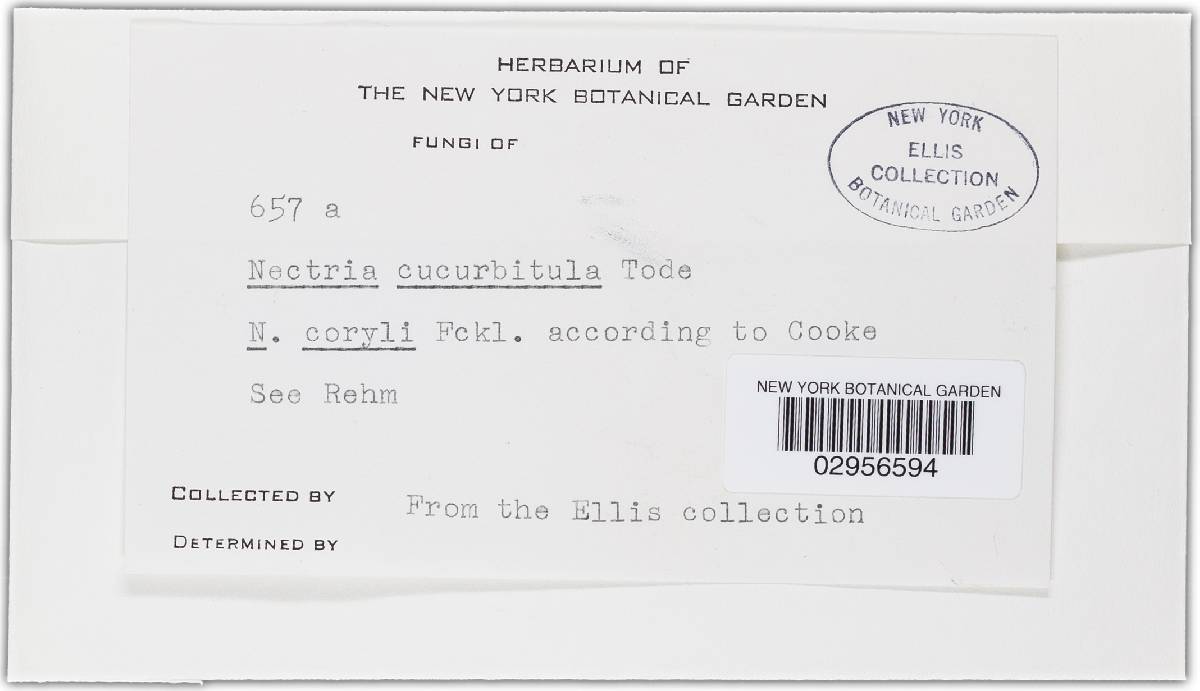 HERBARIUM OF
THE NEW YORK BOTANICAL GARDEN
FUNGI OF
NEW YORK
ELLIS
COLLECTION
BOTANICAL GARDEN
657 a
Nectria cucurbitula Tode
N. coryli Fckl. according to Cooke
See Rehm
NEW YORK BOTANICAL GARDEN
02956594
COLLECTED BY From the Ellis collection
DETERMINED BY